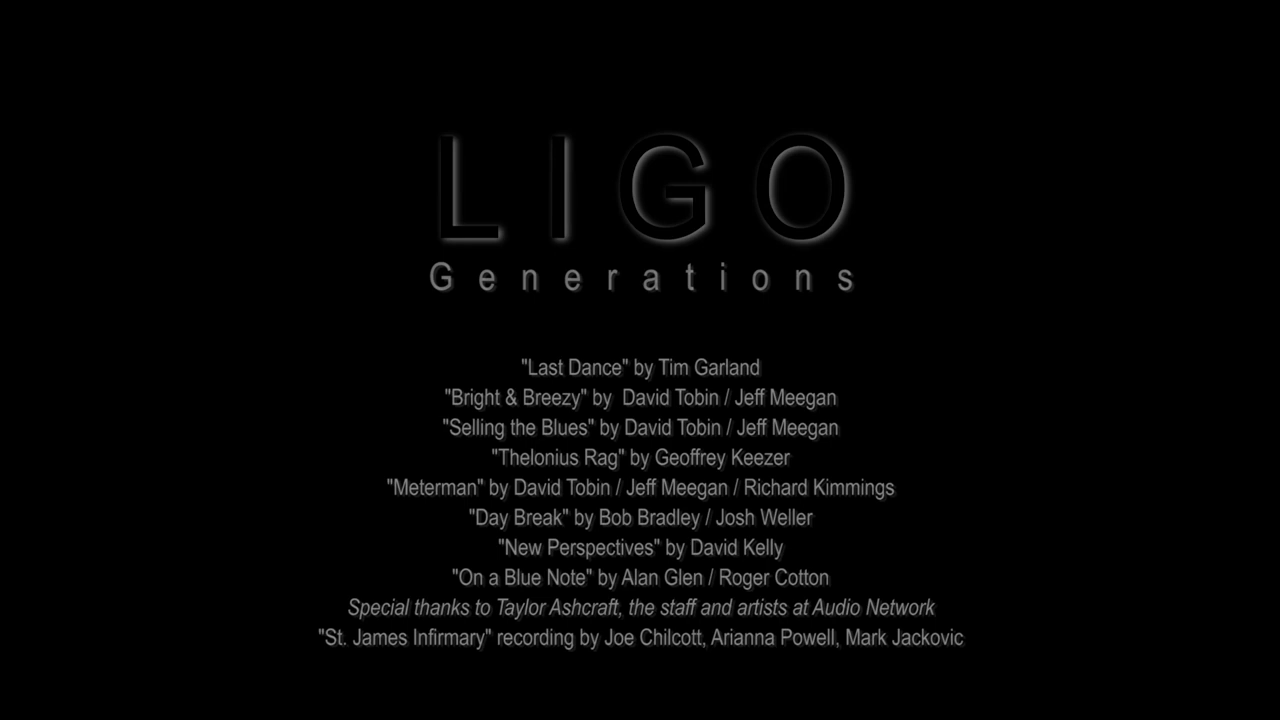 LIGO
Generations
"Last Dance" by Tim Garland
"Bright & Breezy" by  David Tobin / Jeff Meegan
"Selling the Blues" by David Tobin / Jeff Meegan
"Thelonius Rag" by Geoffrey Keezer
"Meterman" by David Tobin / Jeff Meegan / Richard Kimmings
"Day Break" by Bob Bradley / Josh Weller
"New Perspectives" by David Kelly
"On a Blue Note" by Alan Glen / Roger Cotton
Special thanks to Taylor Ashcraft, the staff and artists at Audio Network
"St. James Infirmary" recording by Joe Chilcott, Arianna Powell, Mark Jackovic